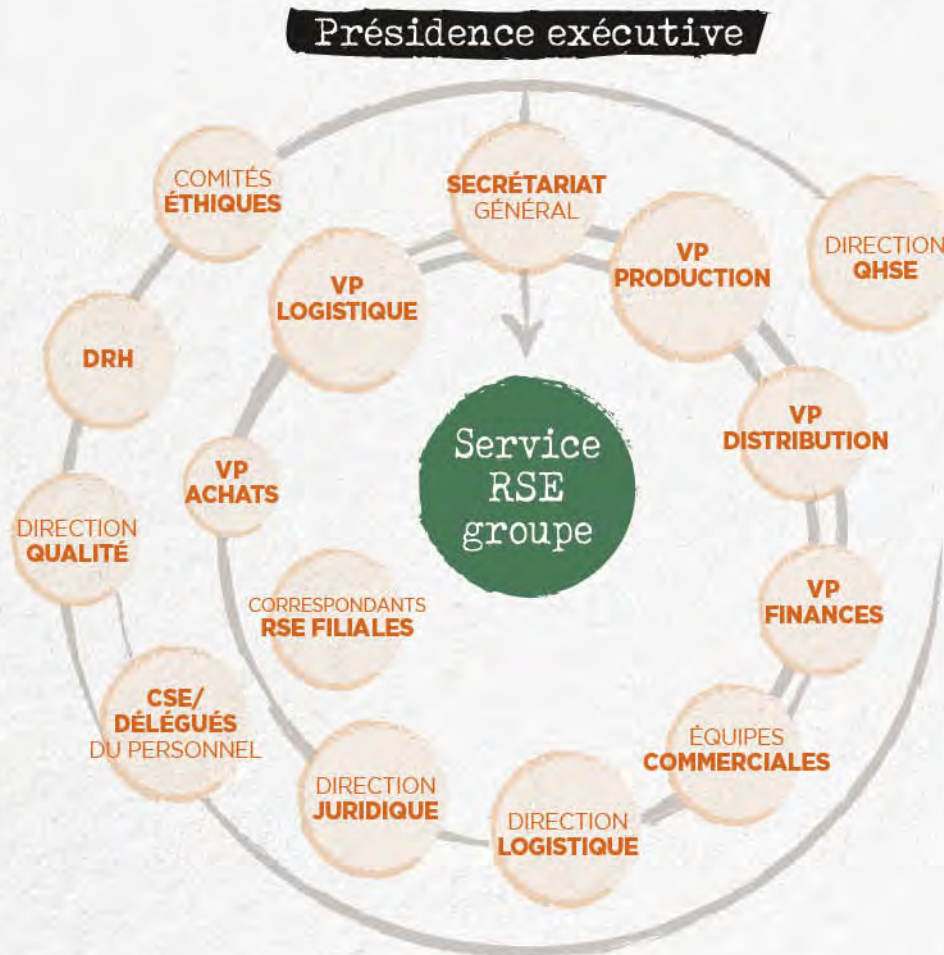 Présidence exécutive
COMITÉS
ÉTHIQUES
SECRÉTARIAT
GÉNÉRAL
DIRECTION
QHSE
VP
LOGISTIQUE
VP
PRODUCTION
DRH
VP
DISTRIBUTION
Service
RSE
groupe
VP
ACHATS
DIRECTION
QUALITÉ
VP
FINANCES
CORRESPONDANTS
RSE FILIALES
CSE/
DÉLÉGUÉS
DU PERSONNEL
ÉQUIPES
COMMERCIALES
DIRECTION
JURIDIQUE
DIRECTION
LOGISTIQUE